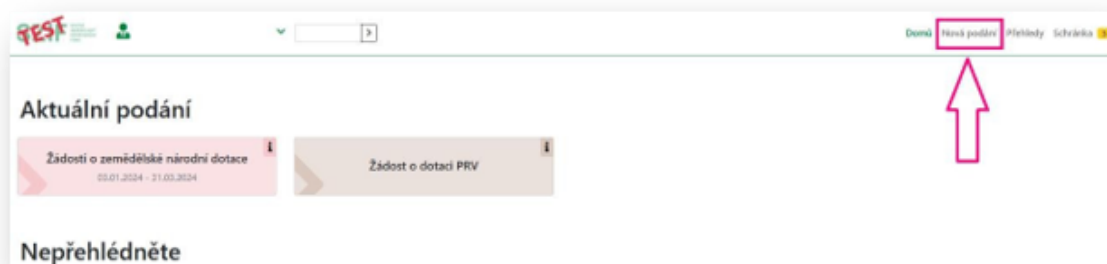 TEST
Domů Nová podání Přehledy Schránka
Aktuální podání
Žádosti o zemědělské národní dotace
03.01.2024 - 31.03.2024
Žádost o dotaci PRV
Nepřehlédněte